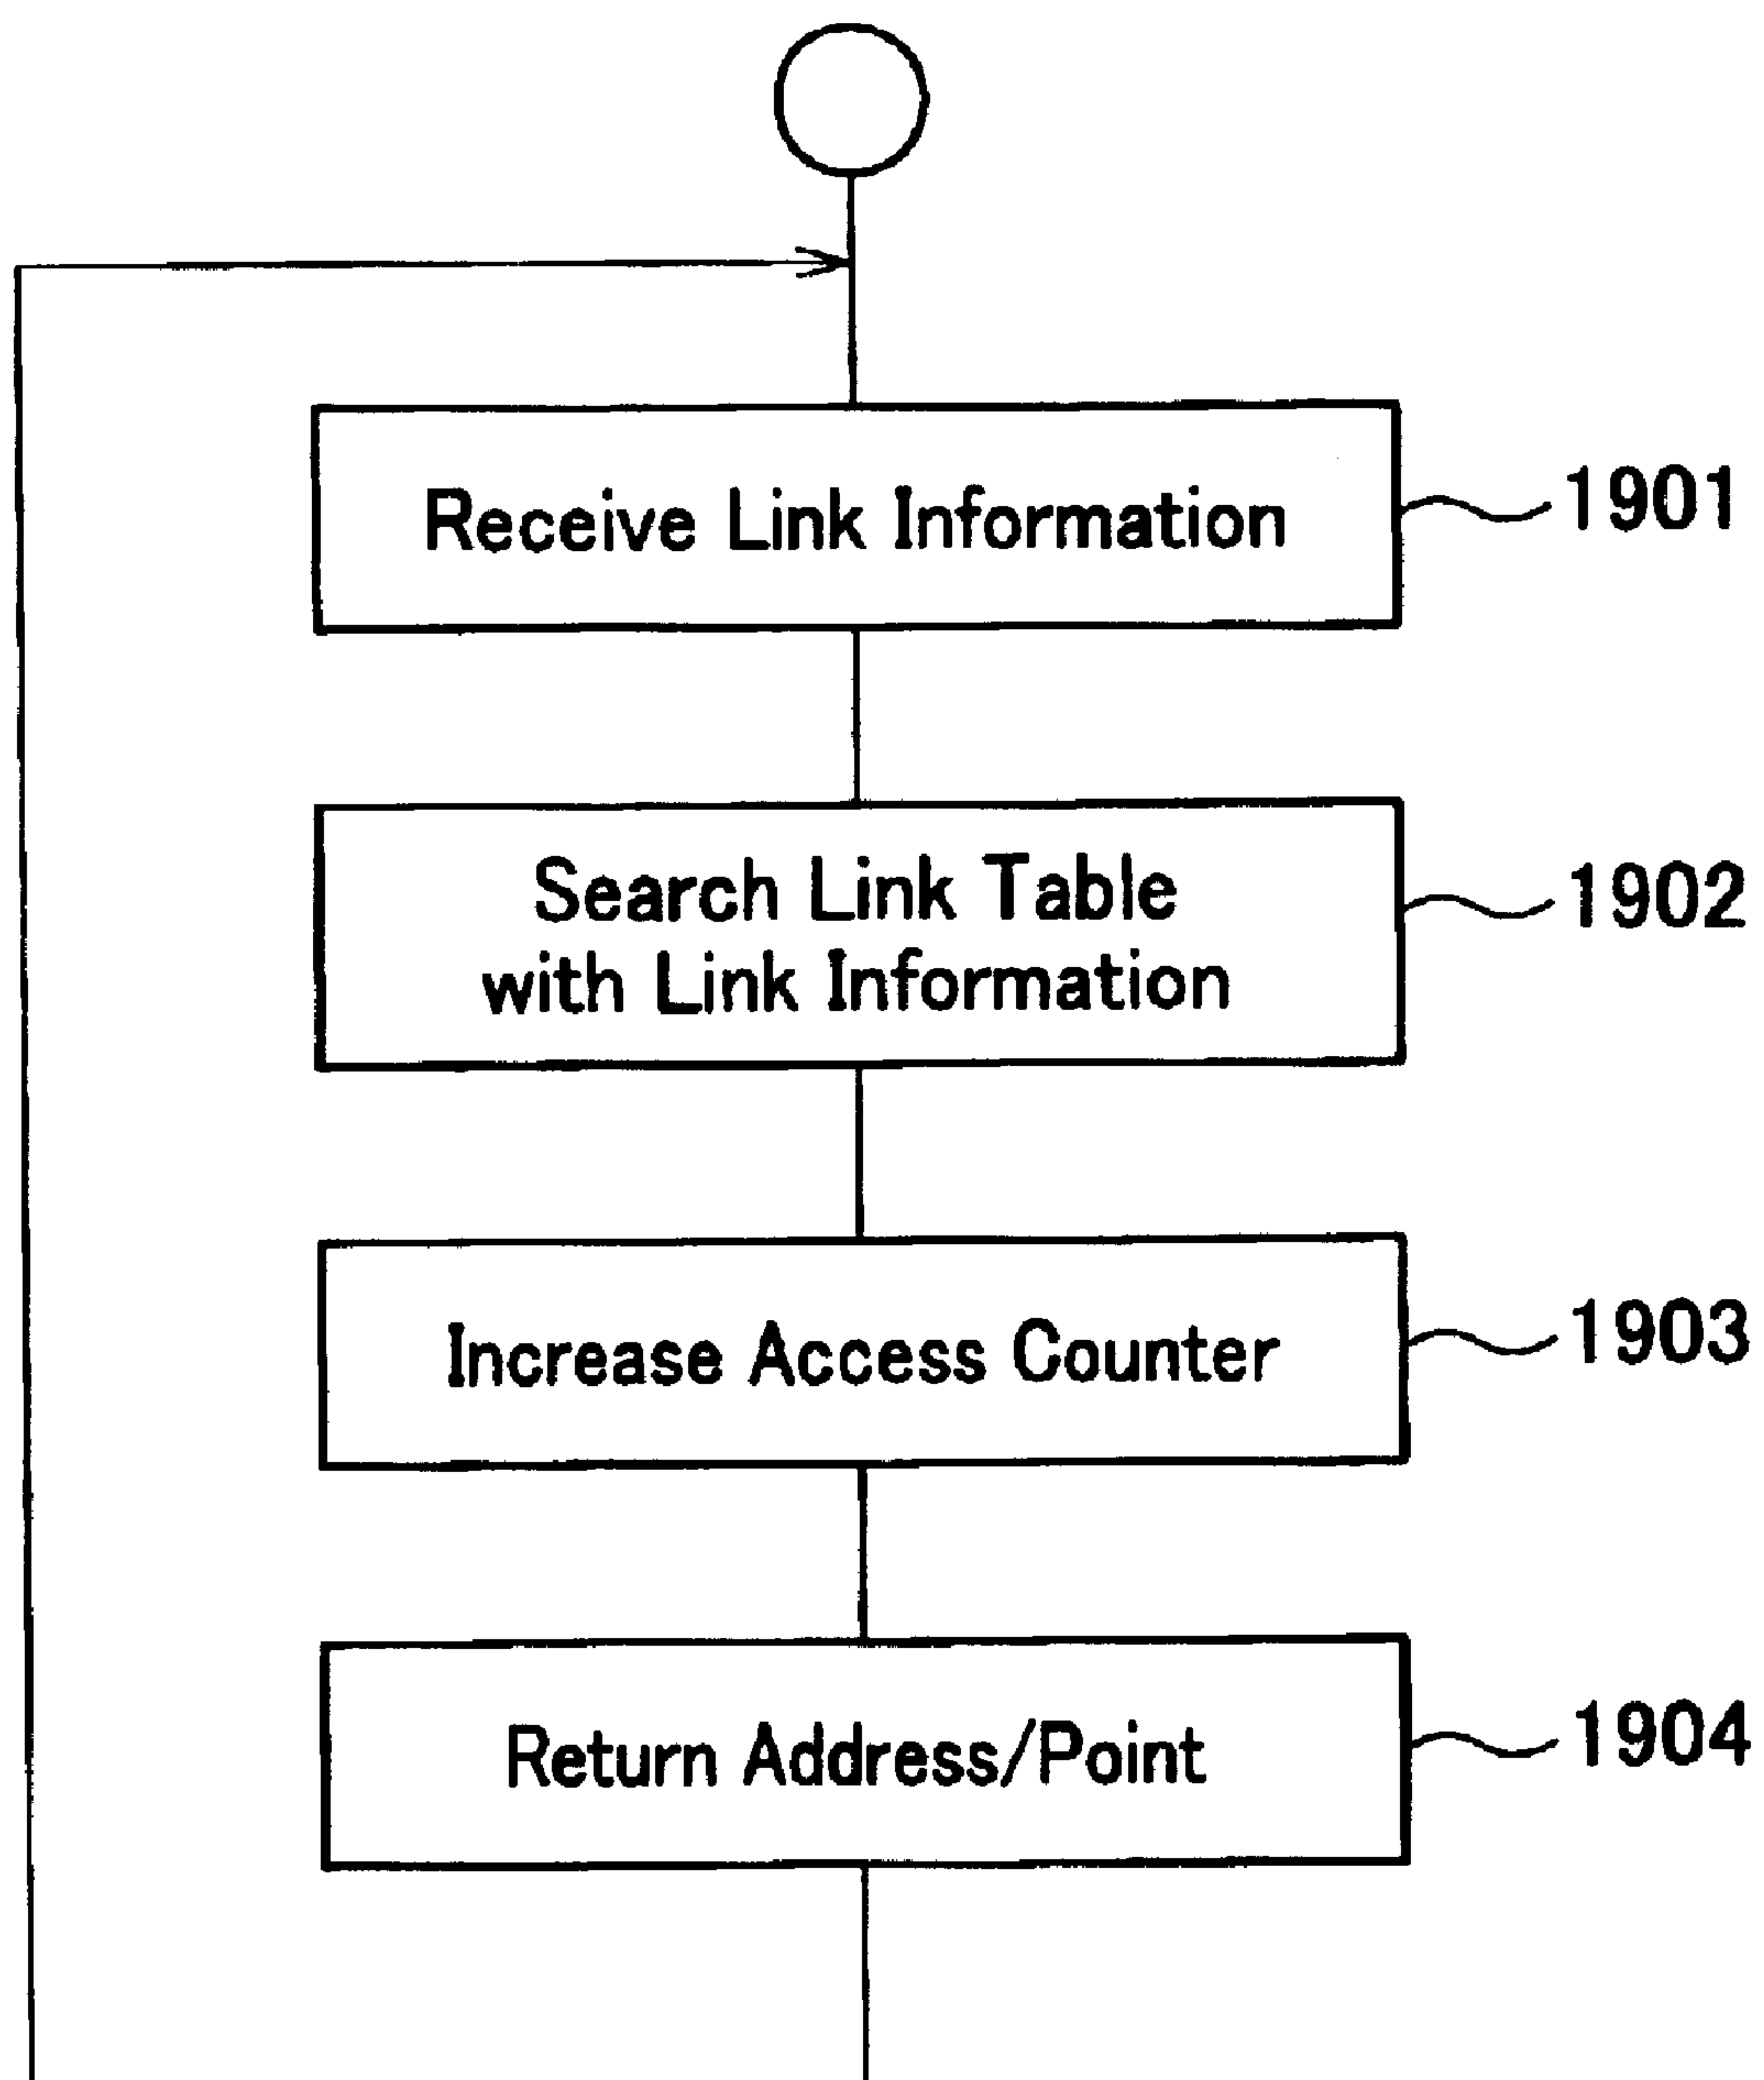 Receive Link Information
1901
Search Link Table
with Link Information
1902
Increase Access Counter
1903
Return Address/Point
1904